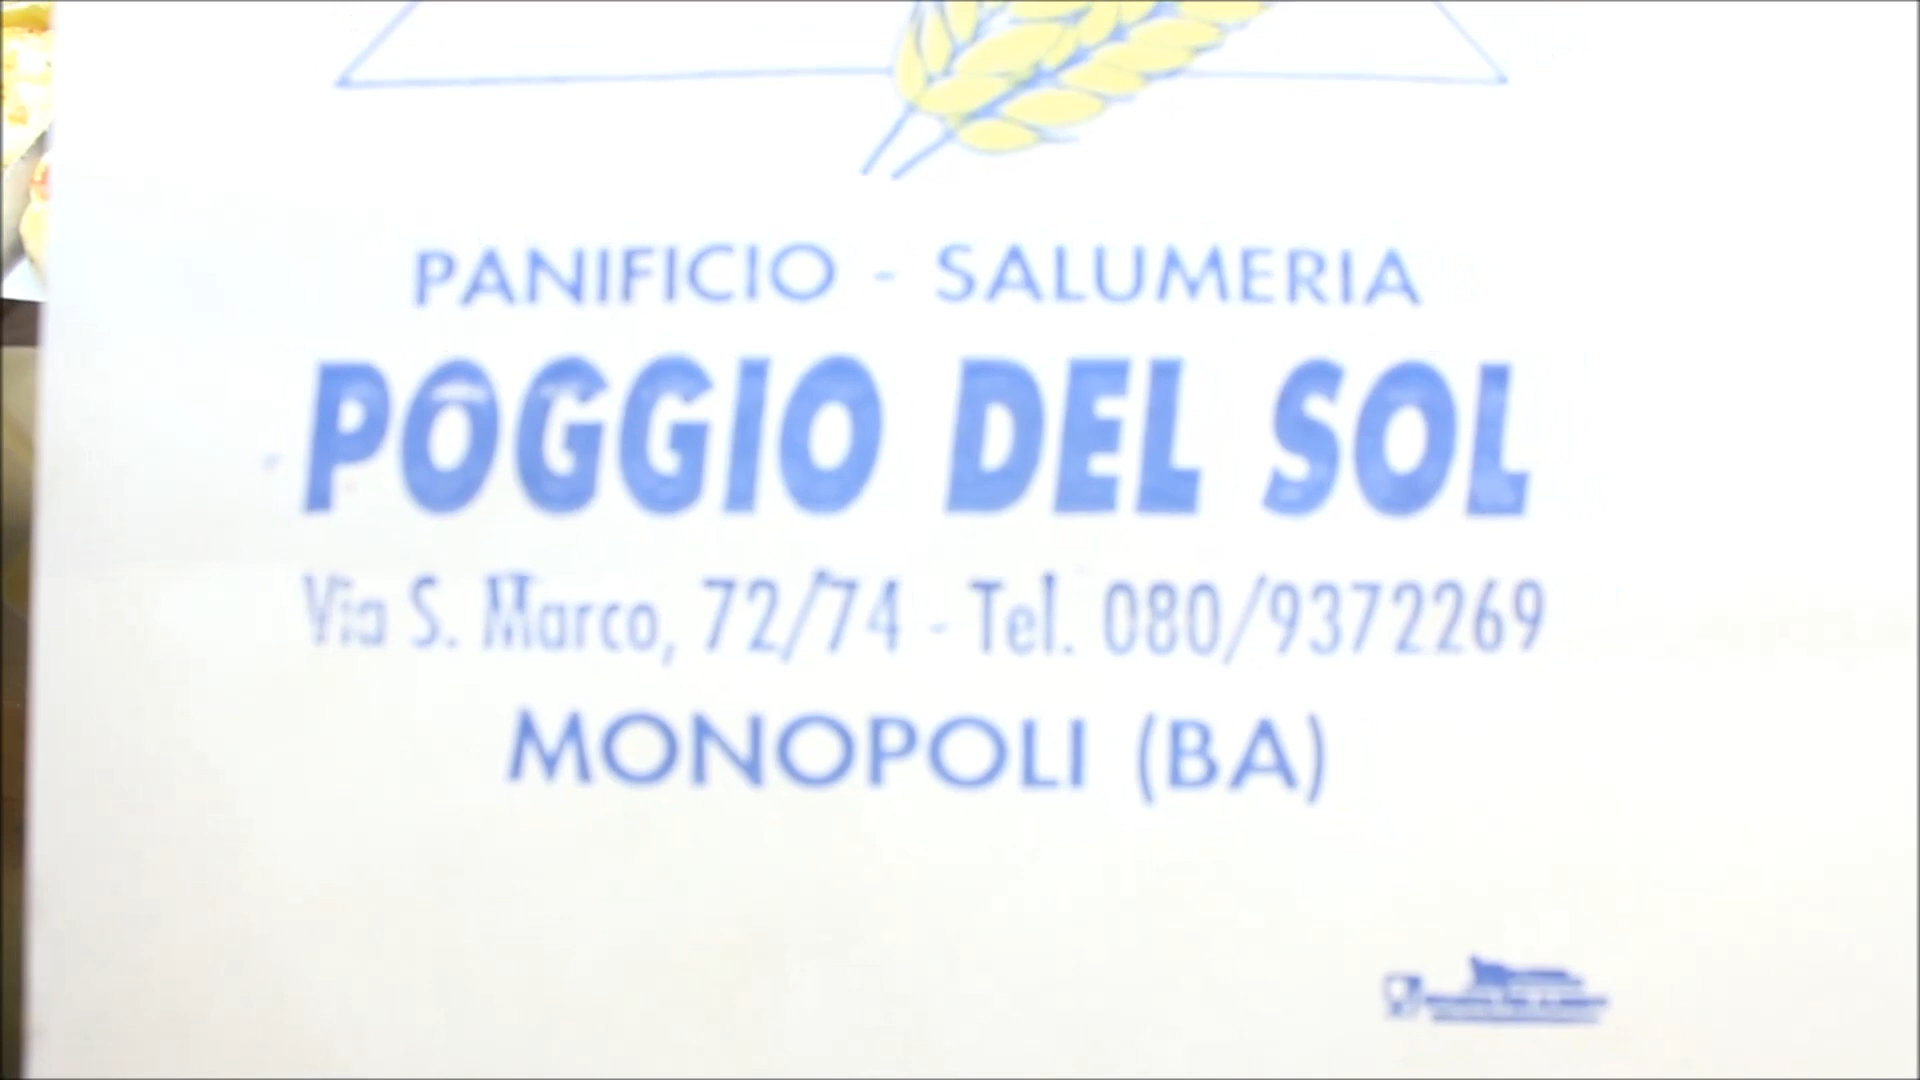 PANIFICIO - SALUMERIA
POGGIO DEL SOL
Via S. Marco, 72/74 - Tel. 080/9372269
MONOPOLI (BA)